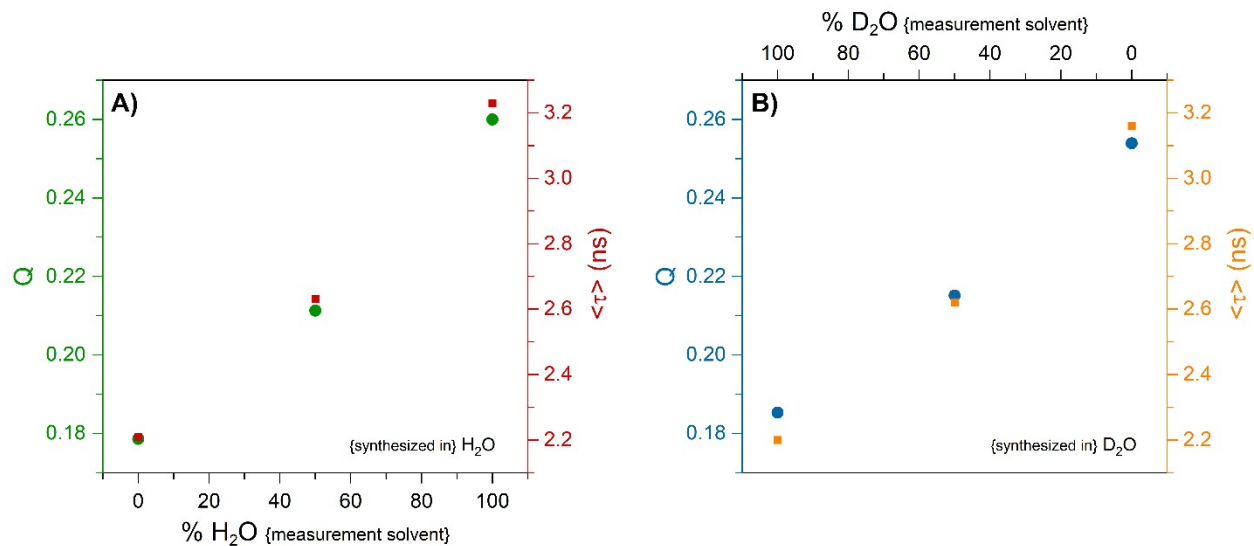 A)
Q
0.26
0.24
0.22
0.20
0.18
3.2
3.0
2.8
2.6
2.4
2.2
<τ> (ns)
{synthesized in} H₂O
0 20 40 60 80 100
% H₂O {measurement solvent}
% D₂O {measurement solvent}
100 80 60 40 20 0
B)
Q
0.26
0.24
0.22
0.20
0.18
3.2
3.0
2.8
2.6
2.4
2.2
<τ> (ns)
{synthesized in} D₂O